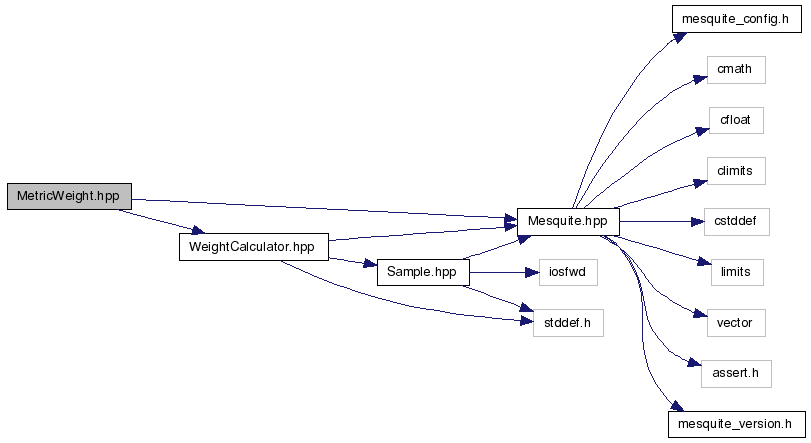 mesquite_config.h
cmath
cfloat
climits
MetricWeight.hpp
Mesquite.hpp
cstddef
WeightCalculator.hpp
Sample.hpp
iosfwd
limits
stddef.h
vector
assert.h
mesquite_version.h